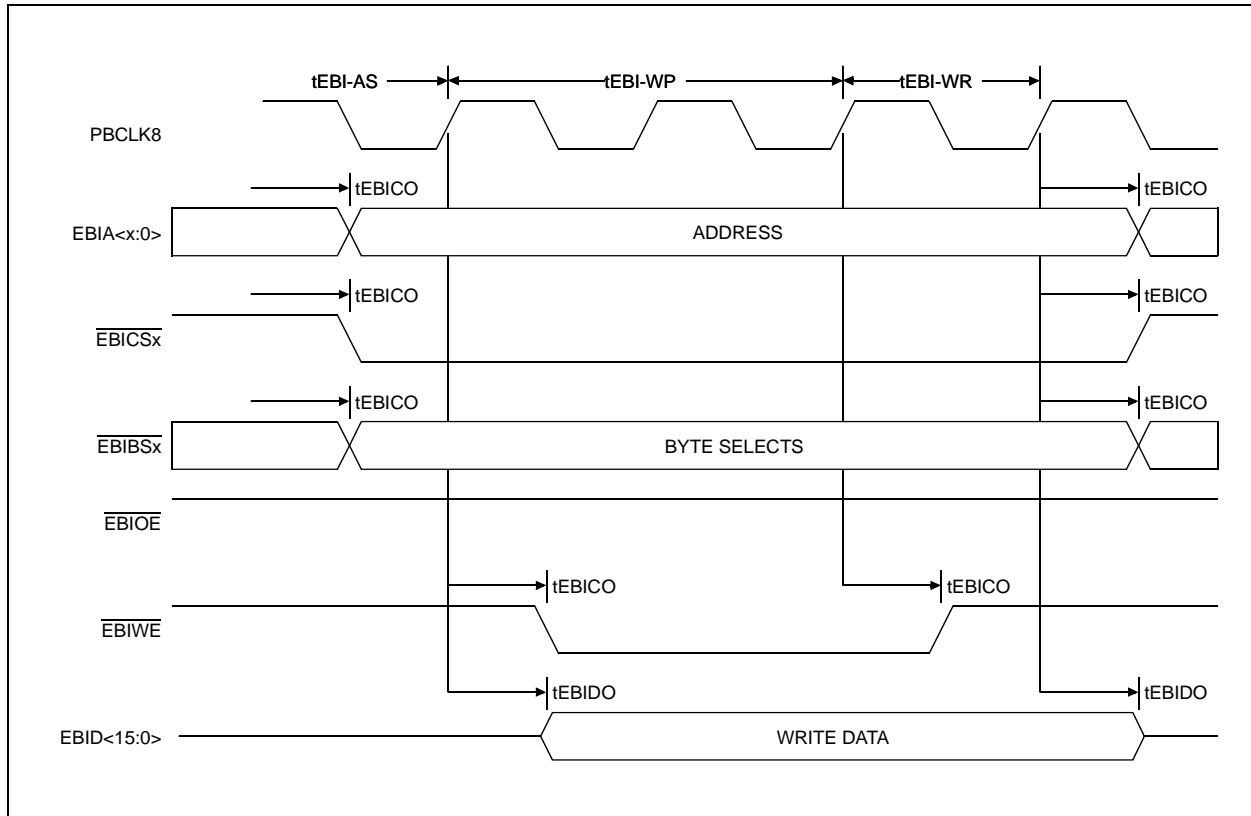 tEBI-AS tEBI-WP tEBI-WR
PBCLK8
tEBICO tEBICO
EBIA<x:0> ADDRESS
tEBICO tEBICO
EBICSx
tEBICO tEBICO
EBIBSx BYTE SELECTS
EBIOE
tEBICO tEBICO
EBIWE
tEBIDO tEBIDO
EBID<15:0> WRITE DATA